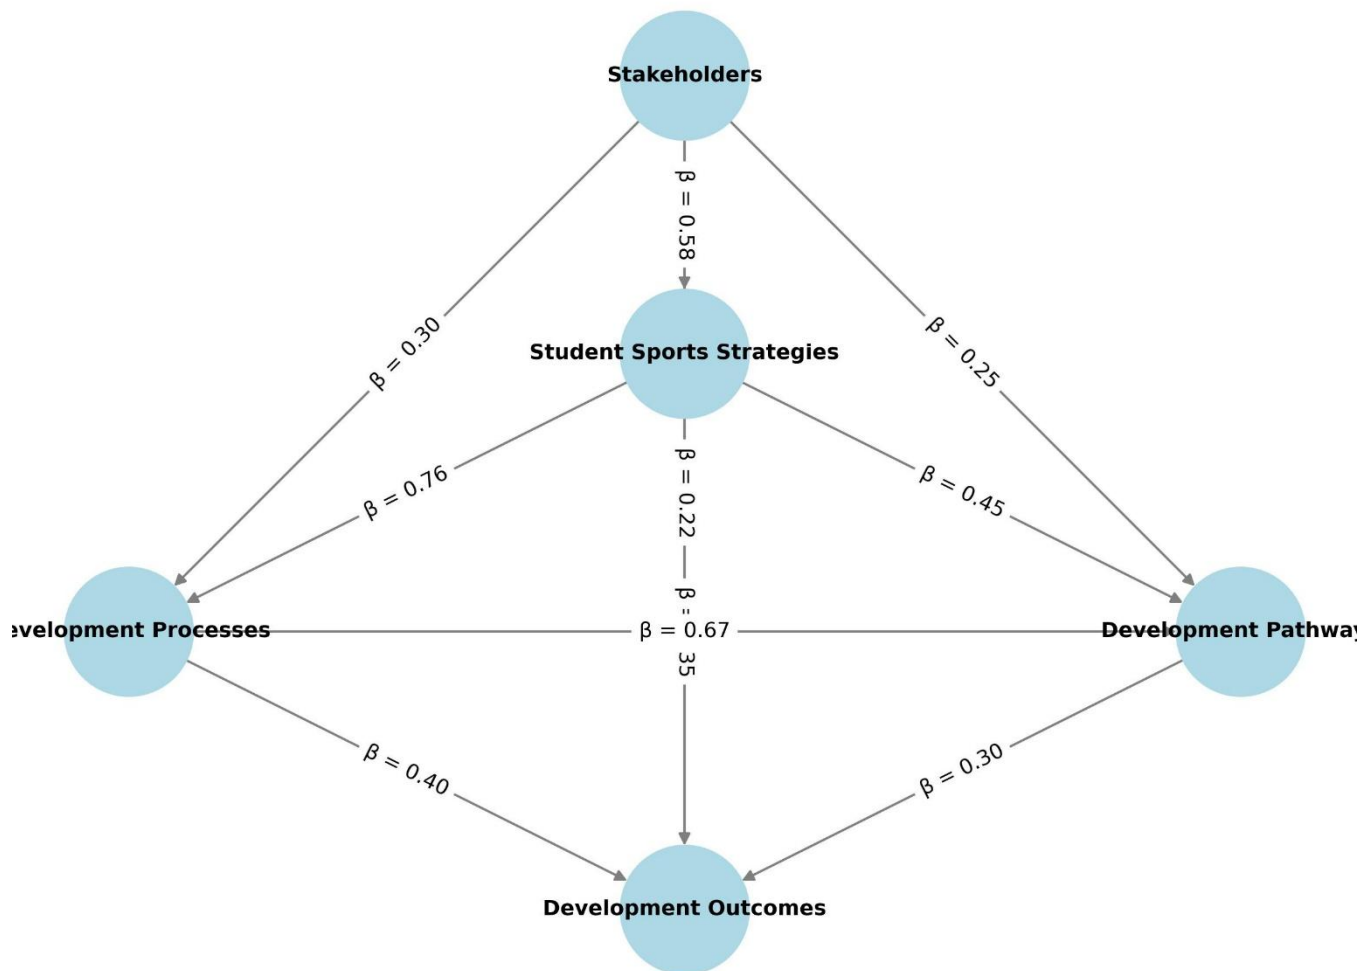 Stakeholders
β = 0.58
β = 0.30
β = 0.25
Student Sports Strategies
β = 0.76
β = 0.22
β = 0.45
β =
35
evelopment Processes
β = 0.67
Development Pathway
β = 0.40
β = 0.30
Development Outcomes